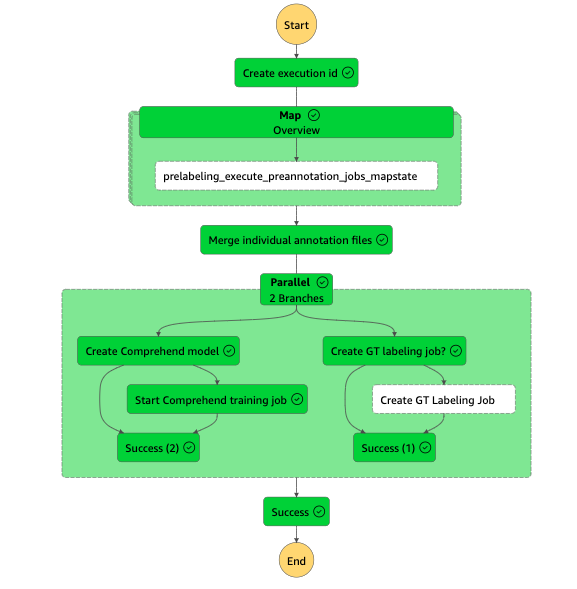 Start
Create execution id
Map
Overview
prelabeling_execute_preannotation_jobs_mapstate
Merge individual annotation files
Parallel
2 Branches
Create Comprehend model
Create GT labeling job?
Start Comprehend training job
Create GT Labeling Job
Success (2)
Success (1)
Success
End